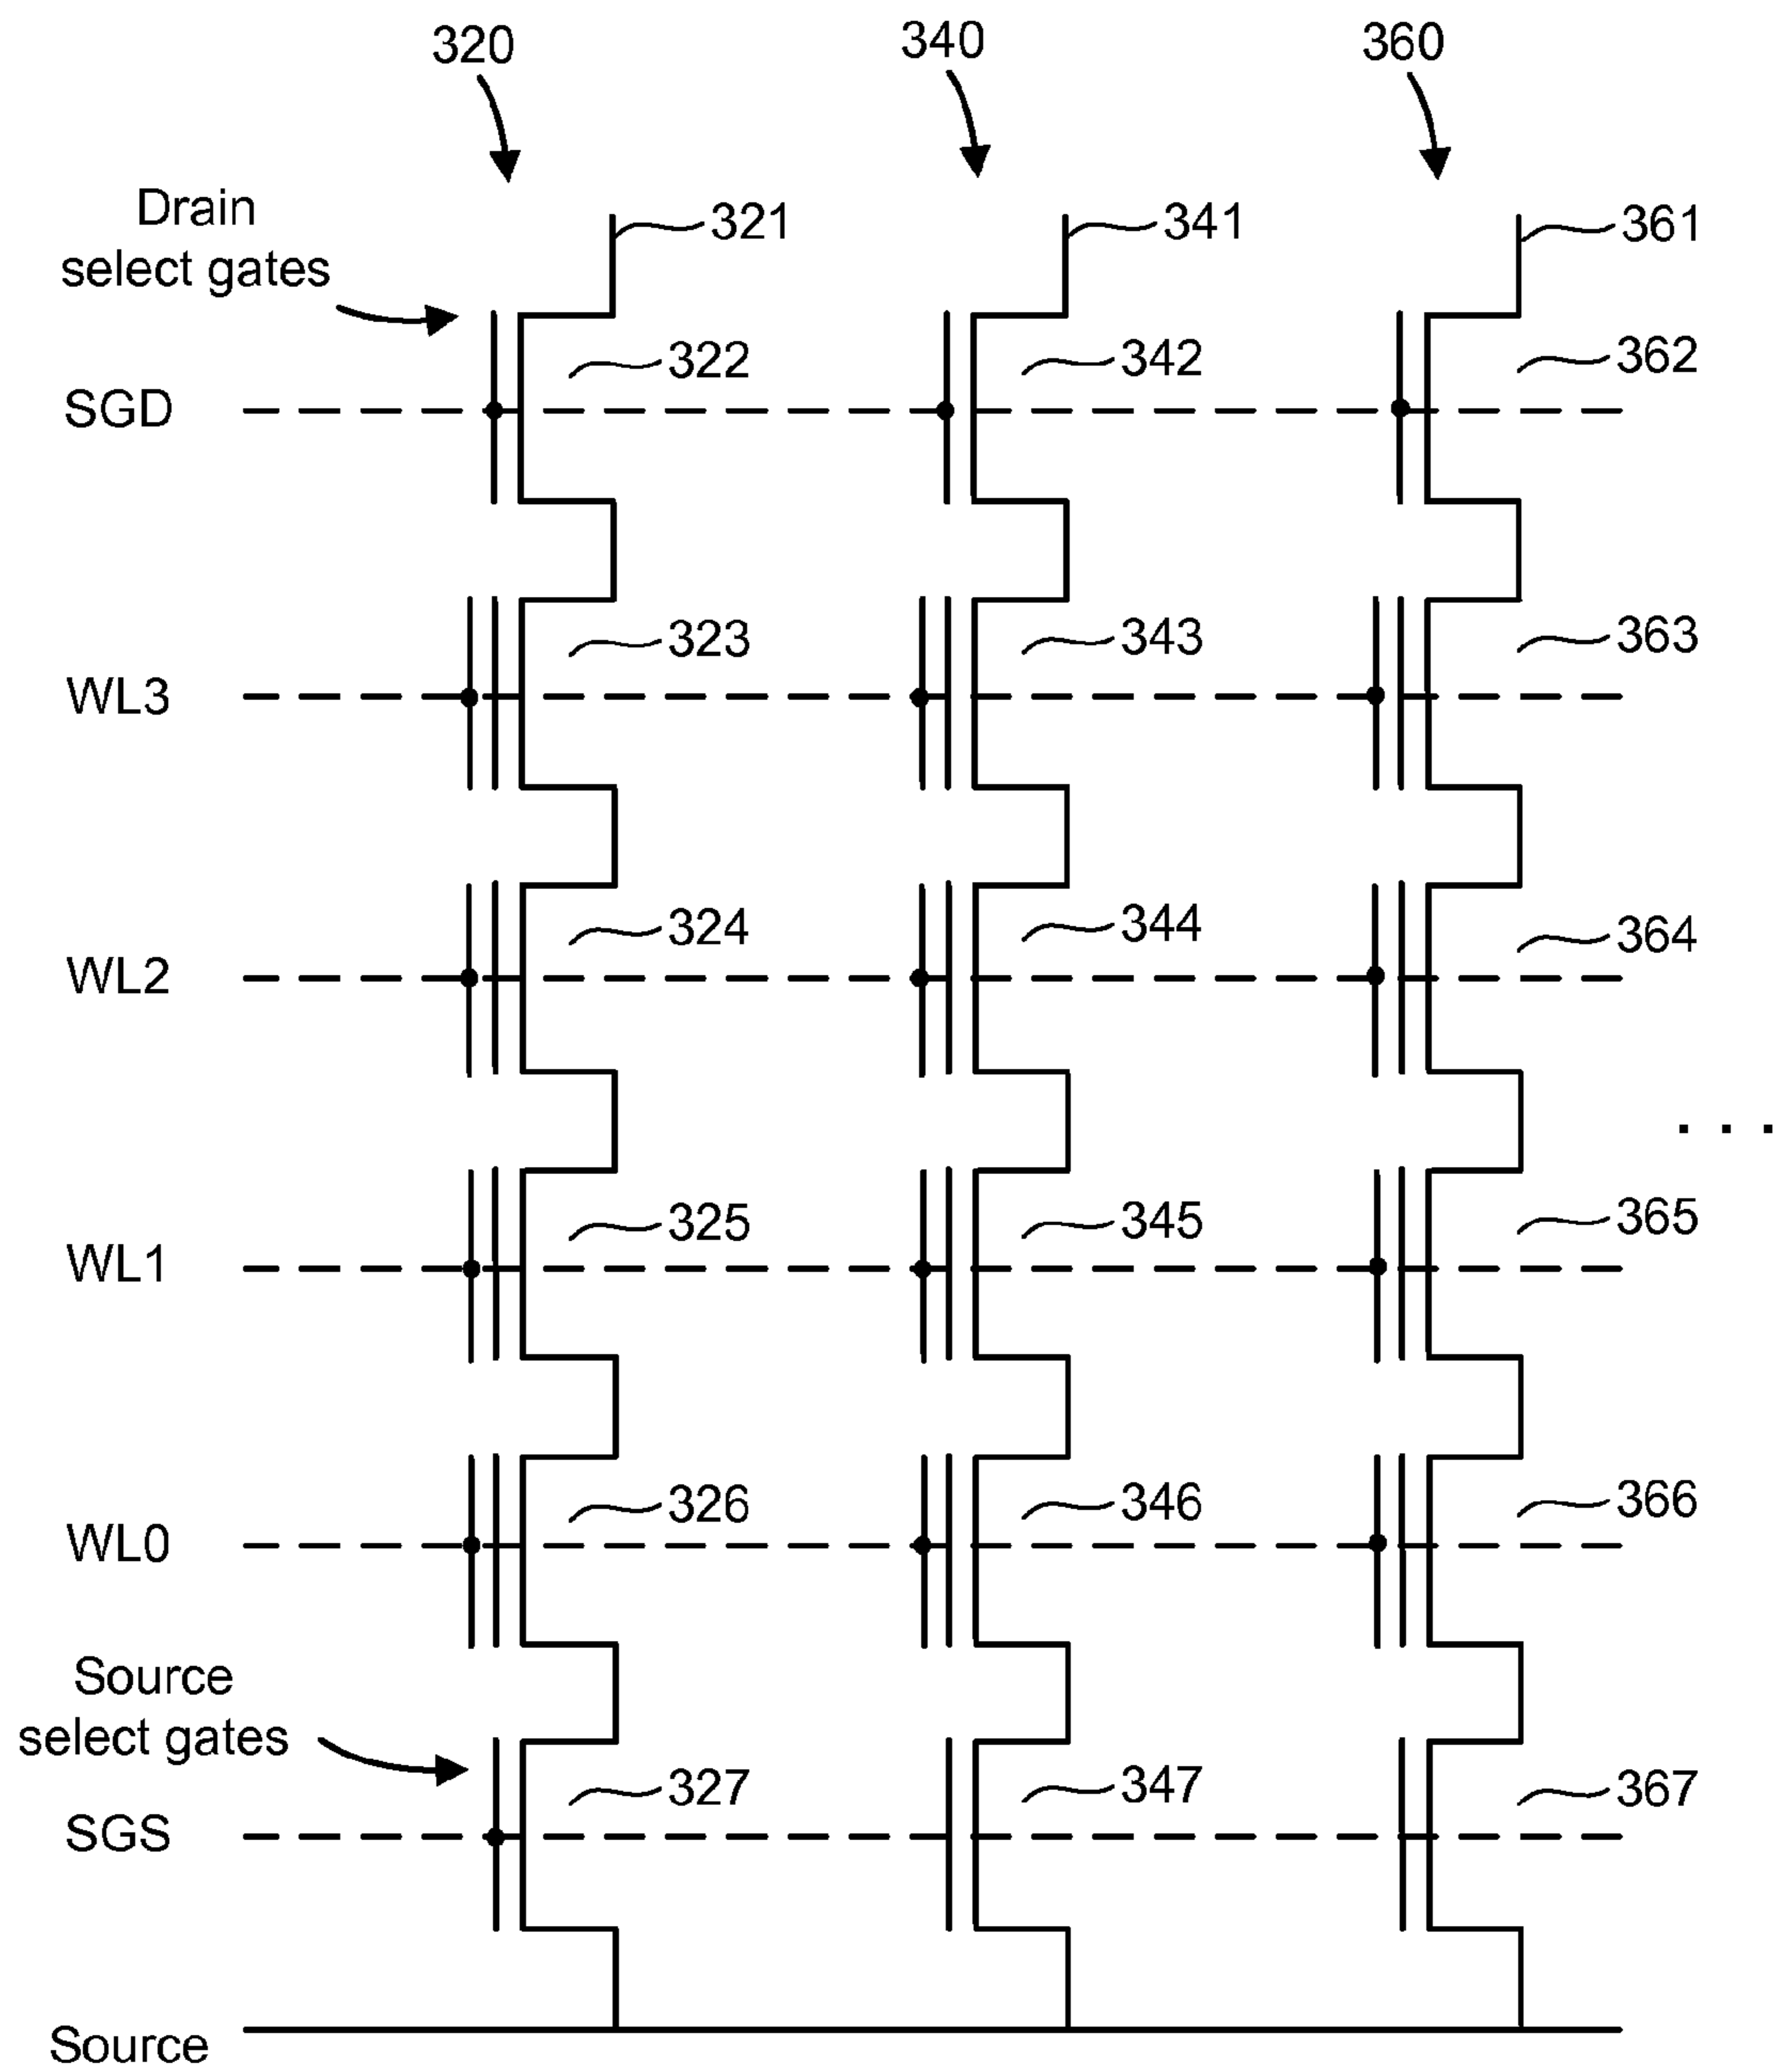 320 340 360
Drain
select gates
321 341 361
322 342 362
SGD
323 343 363
WL3
324 344 364
WL2
. . .
325 345 365
WL1
326 346 366
WL0
Source
select gates
327 347 367
SGS
Source